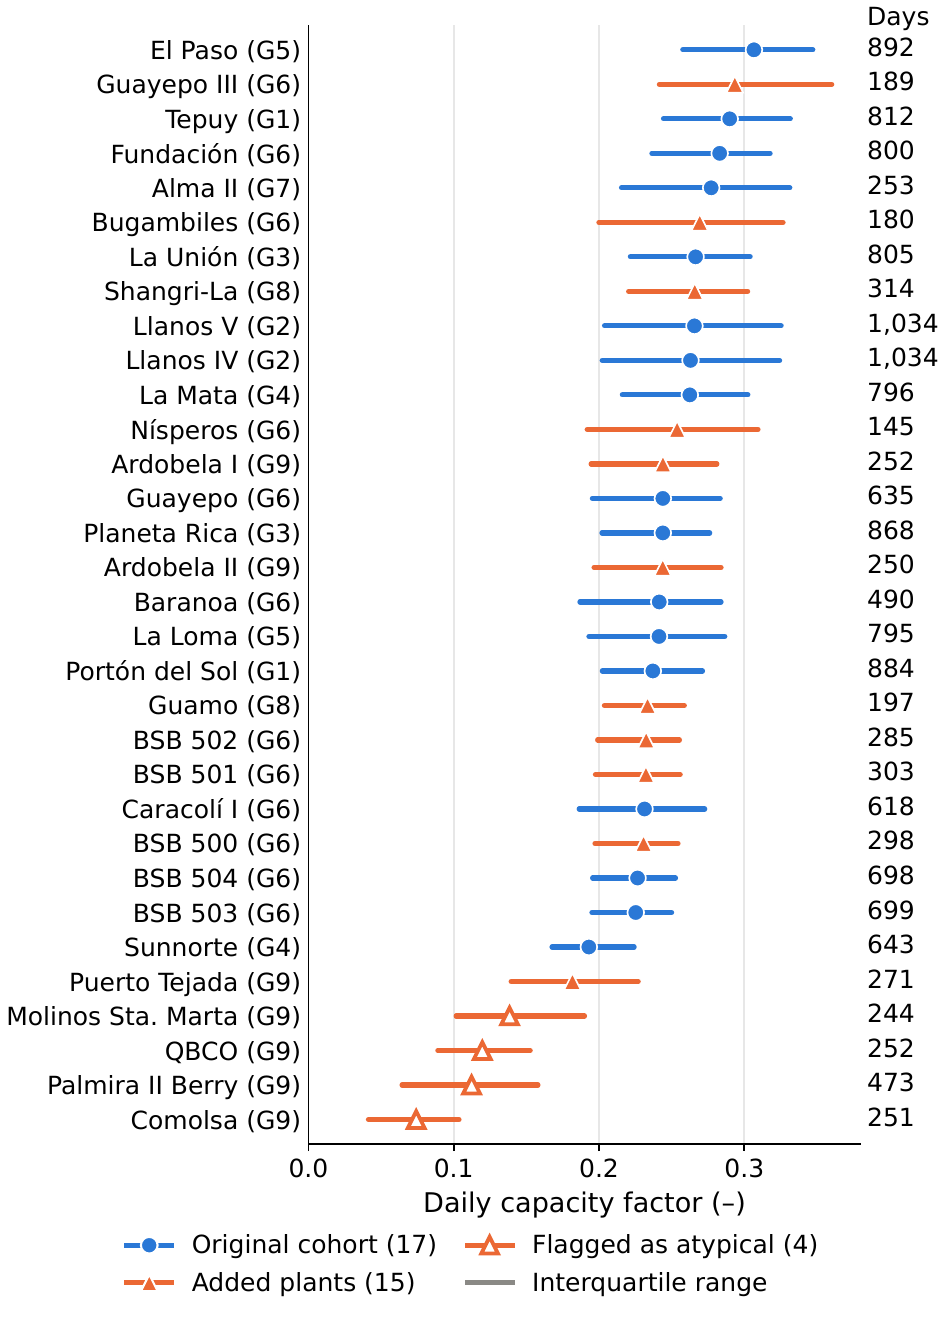 Days
El Paso (G5) 892
Guayepo III (G6) 189
Tepuy (G1) 812
Fundación (G6) 800
Alma II (G7) 253
Bugambiles (G6) 180
La Unión (G3) 805
Shangri-La (G8) 314
Llanos V (G2) 1,034
Llanos IV (G2) 1,034
La Mata (G4) 796
Nísperos (G6) 145
Ardobela I (G9) 252
Guayepo (G6) 635
Planeta Rica (G3) 868
Ardobela II (G9) 250
Baranoa (G6) 490
La Loma (G5) 795
Portón del Sol (G1) 884
Guamo (G8) 197
BSB 502 (G6) 285
BSB 501 (G6) 303
Caracolí I (G6) 618
BSB 500 (G6) 298
BSB 504 (G6) 698
BSB 503 (G6) 699
Sunnorte (G4) 643
Puerto Tejada (G9) 271
Molinos Sta. Marta (G9) 244
QBCO (G9) 252
Palmira II Berry (G9) 473
Comolsa (G9) 251
0.0 0.1 0.2 0.3
Daily capacity factor (–)
Original cohort (17) Flagged as atypical (4)
Added plants (15) Interquartile range